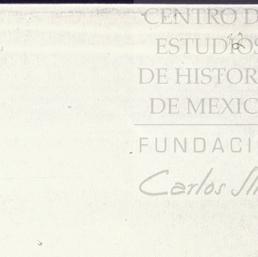 CENTRO D
ESTUDIOS
DE HISTOR
DE MEXIC
FUNDACI
Carlos Sl